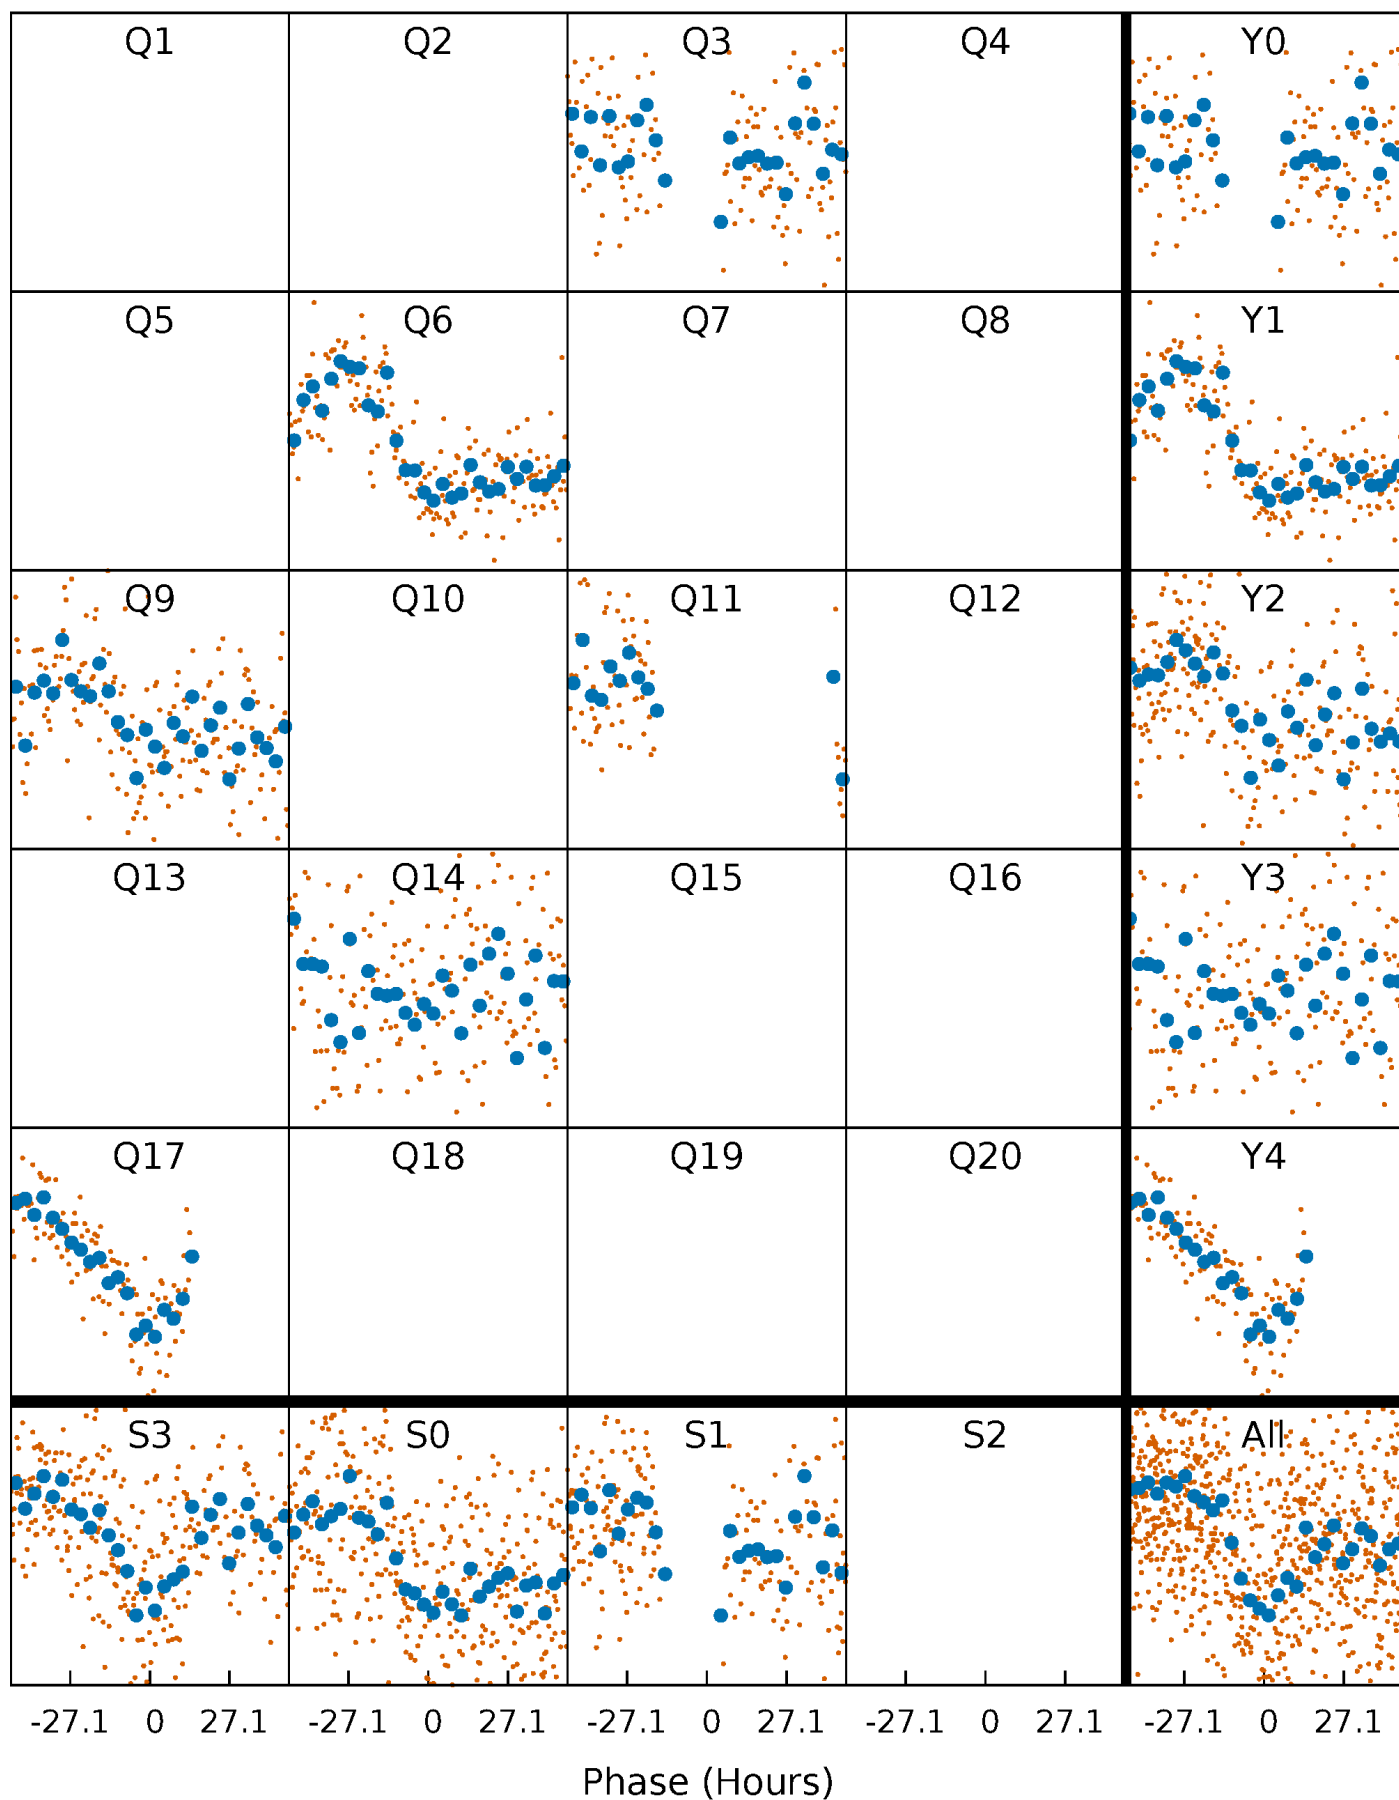 Q1 Q2 Q3 Q4 Y0
Q5 Q6 Q7 Q8 Y1
Q9 Q10 Q11 Q12 Y2
Q13 Q14 Q15 Q16 Y3
Q17 Q18 Q19 Q20 Y4
S3 S0 S1 S2 All
-27.1 0 27.1 -27.1 0 27.1 -27.1 0 27.1 -27.1 0 27.1 -27.1 0 27.1
Phase (Hours)